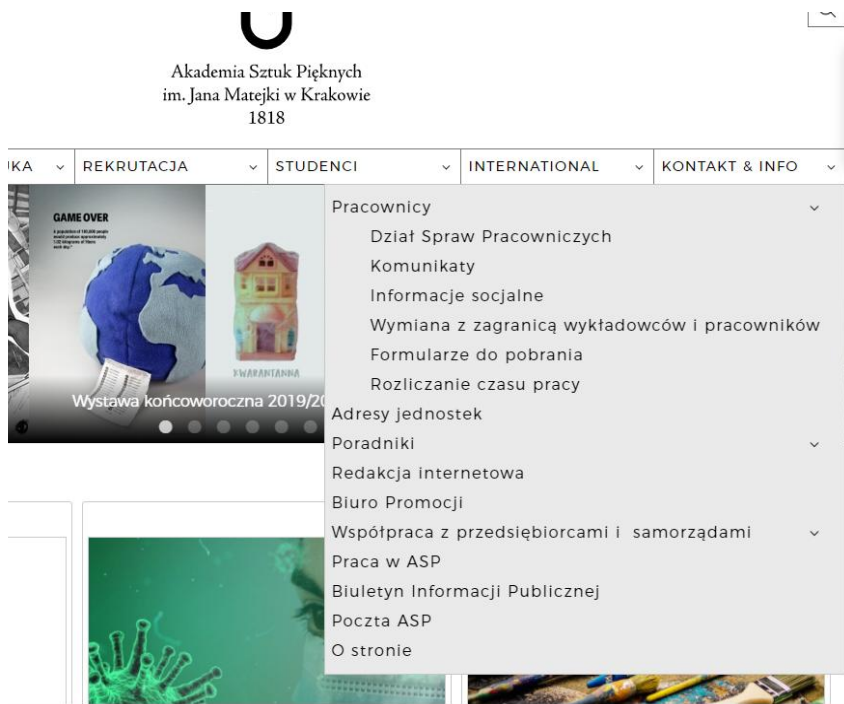 Akademia Sztuk Pięknych
im. Jana Matejki w Krakowie
1818
KA
REKRUTACJA
STUDENCI
INTERNATIONAL
KONTAKT & INFO
GAME OVER
KWARANTANNA
Wystawa końcoworoczna 2019/20
Pracownicy
Dział Spraw Pracowniczych
Komunikaty
Informacje socjalne
Wymiana z zagranicą wykładowców i pracowników
Formularze do pobrania
Rozliczanie czasu pracy
Adresy jednostek
Poradniki
Redakcja internetowa
Biuro Promocji
Współpraca z przedsiębiorcami i samorządami
Praca w ASP
Biuletyn Informacji Publicznej
Poczta ASP
O stronie